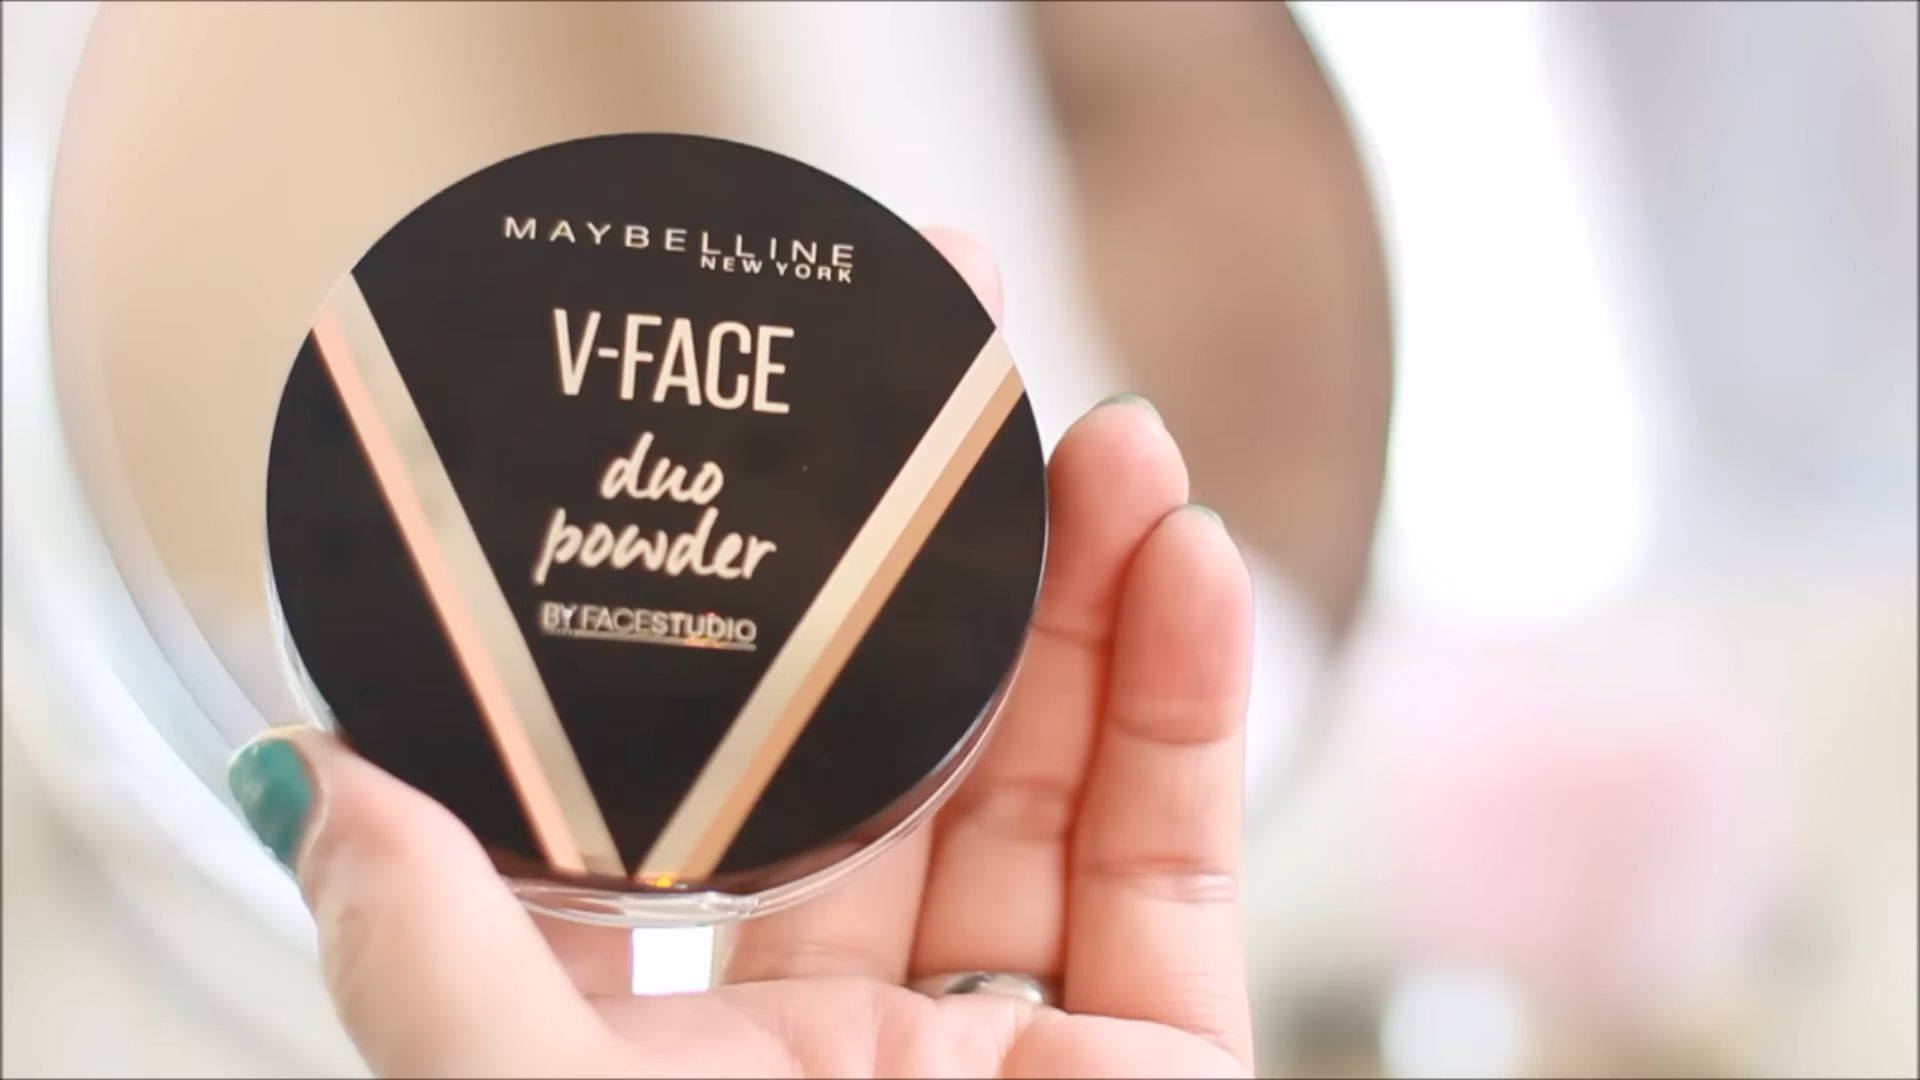 MAYBELLINE
NEW YORK
V-FACE
duo
powder
BY FACESTUDIO